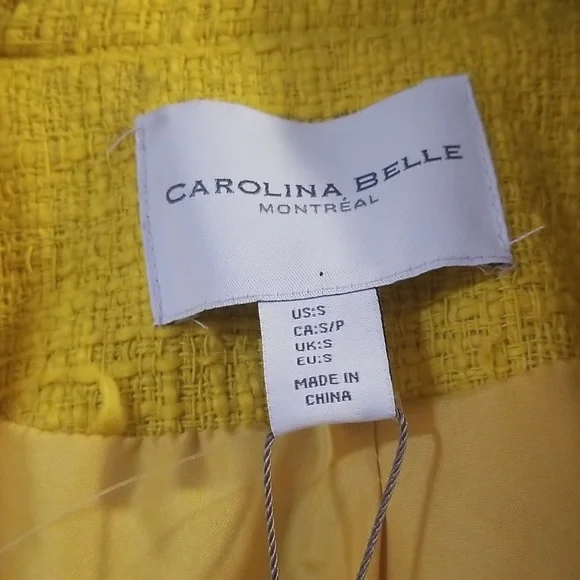 CAROLINA BELLE
MONTRÉAL
US:S
CA:S/P
UK:S
EU:S
MADE IN
CHINA